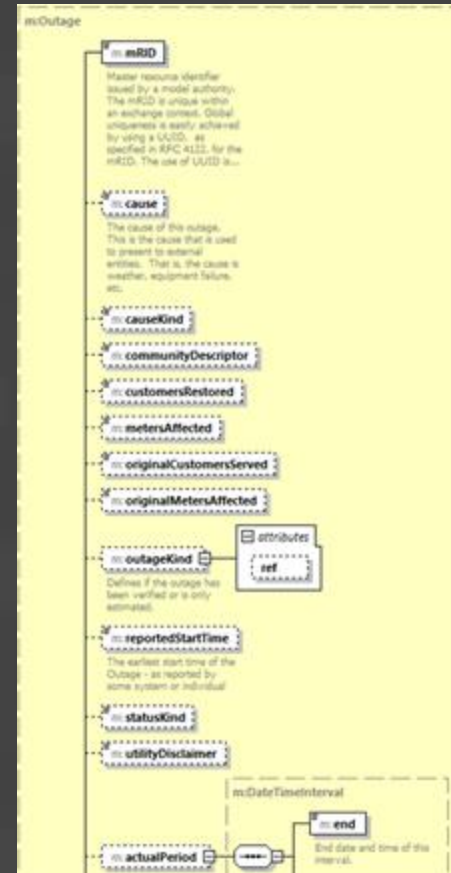 m:Outage
m:mRID
Master resource identifier
issued by a model authority.
The mRID is unique within
an exchange context. Global
uniqueness is easily achieved
by using a UUID, as
specified in RFC 4122, for the
mRID. The use of UUID is...
m:cause
The cause of this outage.
This is the cause that is used
to present to external
entities. That is, the cause is
weather, equipment failure,
etc.
m:causeKind
m:communityDescriptor
m:customersRestored
m:metersAffected
m:originalCustomersServed
m:originalMetersAffected
attributes
m:outageKind
ref
Defines if the outage has
been verified or is only
estimated.
m:reportedStartTime
The earliest start time of the
Outage - as reported by
some system or individual
m:statusKind
m:utilityDisclaimer
m:DateTimeInterval
m:end
End date and time of this
interval.
m:actualPeriod